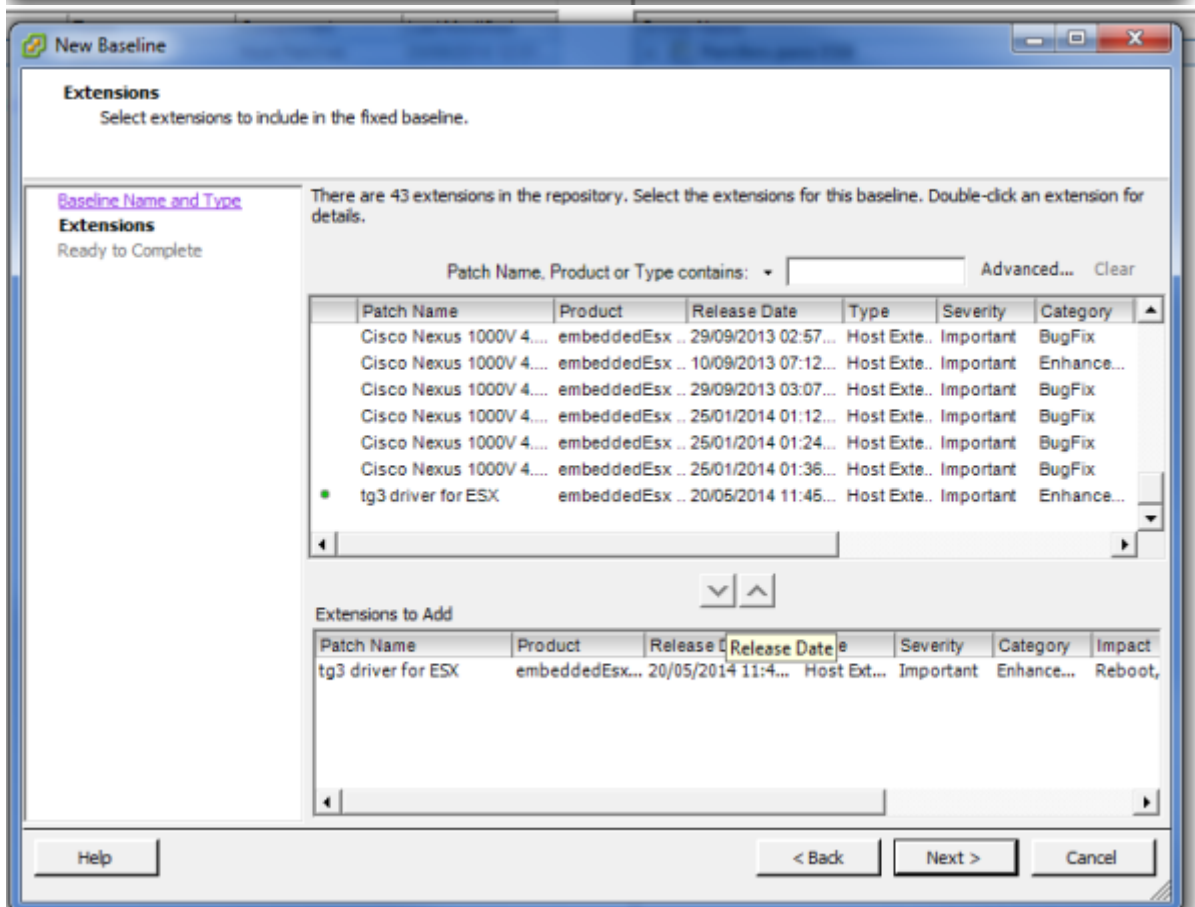 New Baseline
Extensions
Select extensions to include in the fixed baseline.
Baseline Name and Type
Extensions
Ready to Complete
There are 43 extensions in the repository. Select the extensions for this baseline. Double-click an extension for
details.
Patch Name, Product or Type contains: Advanced... Clear
Patch Name Product Release Date Type Severity Category
Cisco Nexus 1000V 4.... embeddedEsx .. 29/09/2013 02:57... Host Exte.. Important BugFix
Cisco Nexus 1000V 4.... embeddedEsx .. 10/09/2013 07:12... Host Exte.. Important Enhance...
Cisco Nexus 1000V 4.... embeddedEsx .. 29/09/2013 03:07... Host Exte.. Important BugFix
Cisco Nexus 1000V 4.... embeddedEsx .. 25/01/2014 01:12... Host Exte.. Important BugFix
Cisco Nexus 1000V 4.... embeddedEsx .. 25/01/2014 01:24... Host Exte.. Important BugFix
Cisco Nexus 1000V 4.... embeddedEsx .. 25/01/2014 01:36... Host Exte.. Important BugFix
tg3 driver for ESX embeddedEsx .. 20/05/2014 11:45... Host Exte.. Important Enhance...
Extensions to Add
Patch Name Product Release Release Date e Severity Category Impact
tg3 driver for ESX embeddedEsx... 20/05/2014 11:4... Host Ext... Important Enhance... Reboot,
Help < Back Next > Cancel